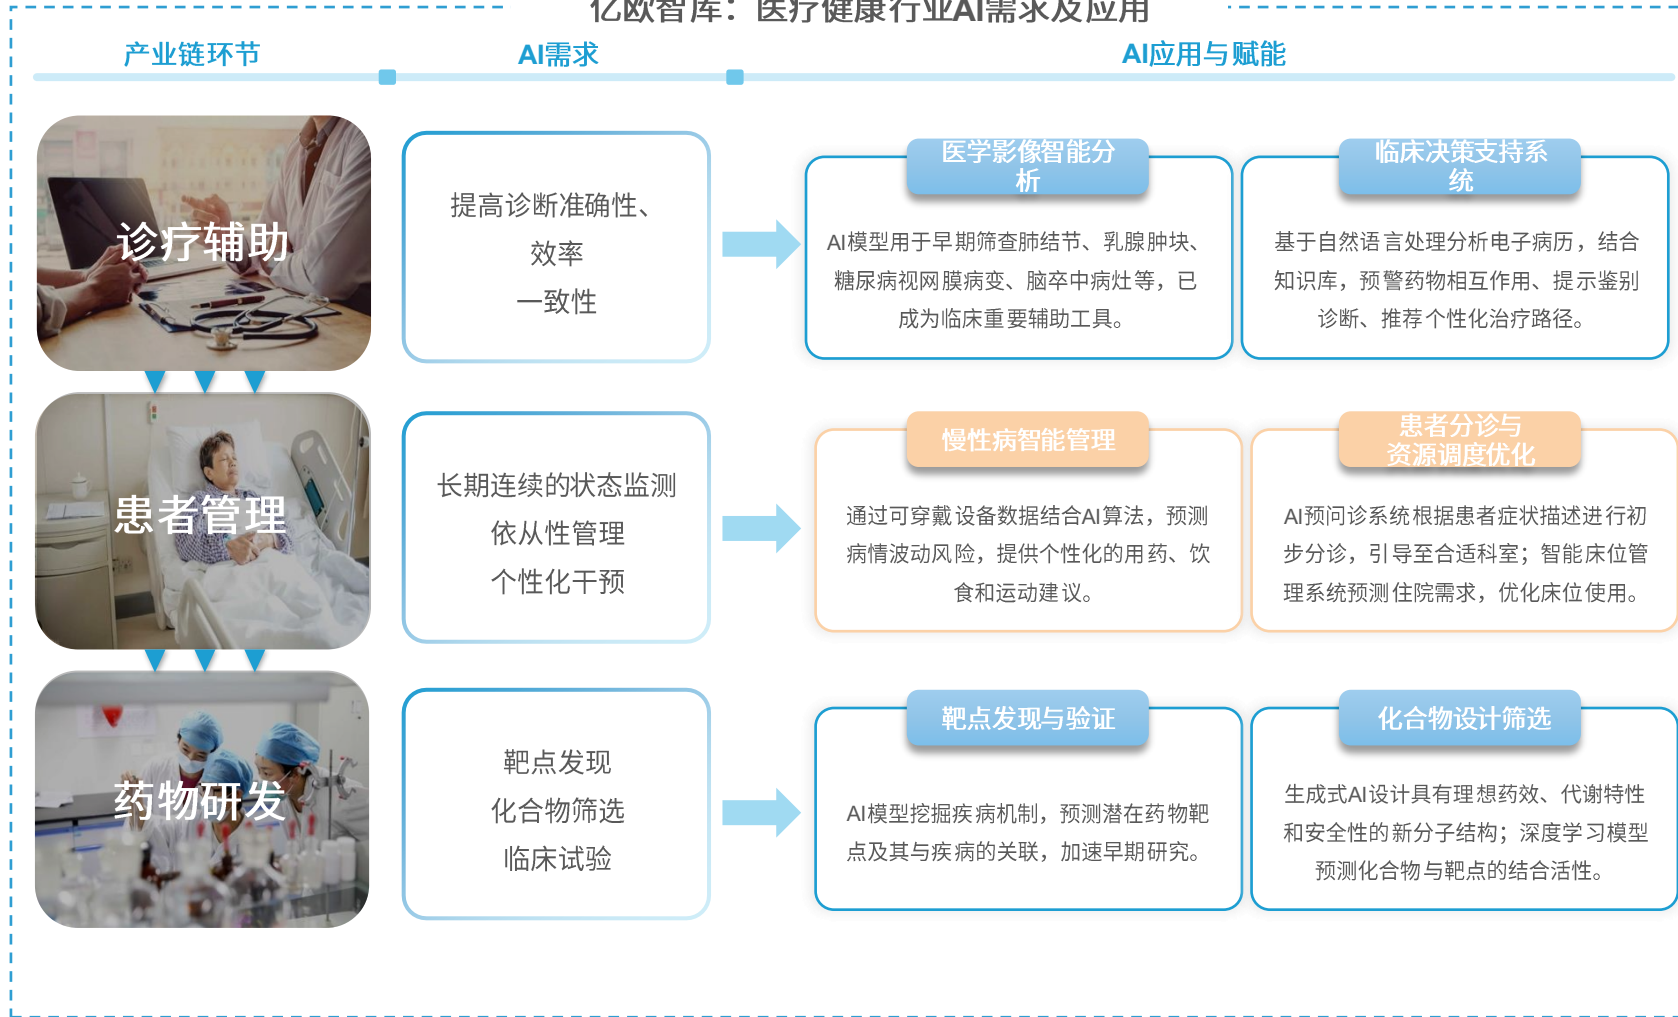 亿欧智库：医疗健康行业AI需求及应用
产业链环节
AI需求
AI应用与赋能
诊疗辅助
提高诊断准确性、
效率
一致性
医学影像智能分
析
AI模型用于早期筛查肺结节、乳腺肿块、
糖尿病视网膜病变、脑卒中病灶等，已
成为临床重要辅助工具。
临床决策支持系
统
基于自然语言处理分析电子病历，结合
知识库，预警药物相互作用、提示鉴别
诊断、推荐个性化治疗路径。
患者管理
长期连续的状态监测
依从性管理
个性化干预
慢性病智能管理
通过可穿戴设备数据结合AI算法，预测
病情波动风险，提供个性化的用药、饮
食和运动建议。
患者分诊与
资源调度优化
AI预问诊系统根据患者症状描述进行初
步分诊，引导至合适科室；智能床位管
理系统预测住院需求，优化床位使用。
药物研发
靶点发现
化合物筛选
临床试验
靶点发现与验证
AI模型挖掘疾病机制，预测潜在药物靶
点及其与疾病的关联，加速早期研究。
化合物设计筛选
生成式AI设计具有理想药效、代谢特性
和安全性的新分子结构；深度学习模型
预测化合物与靶点的结合活性。